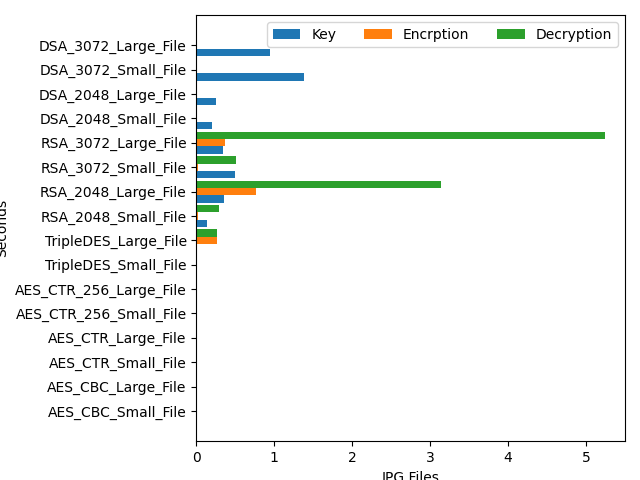 Key Encrption Decryption
DSA_3072_Large_File
DSA_3072_Small_File
DSA_2048_Large_File
DSA_2048_Small_File
RSA_3072_Large_File
RSA_3072_Small_File
RSA_2048_Large_File
RSA_2048_Small_File
TripleDES_Large_File
TripleDES_Small_File
AES_CTR_256_Large_File
AES_CTR_256_Small_File
AES_CTR_Large_File
AES_CTR_Small_File
AES_CBC_Large_File
AES_CBC_Small_File
Seconds
0 1 2 3 4 5
JPG Files